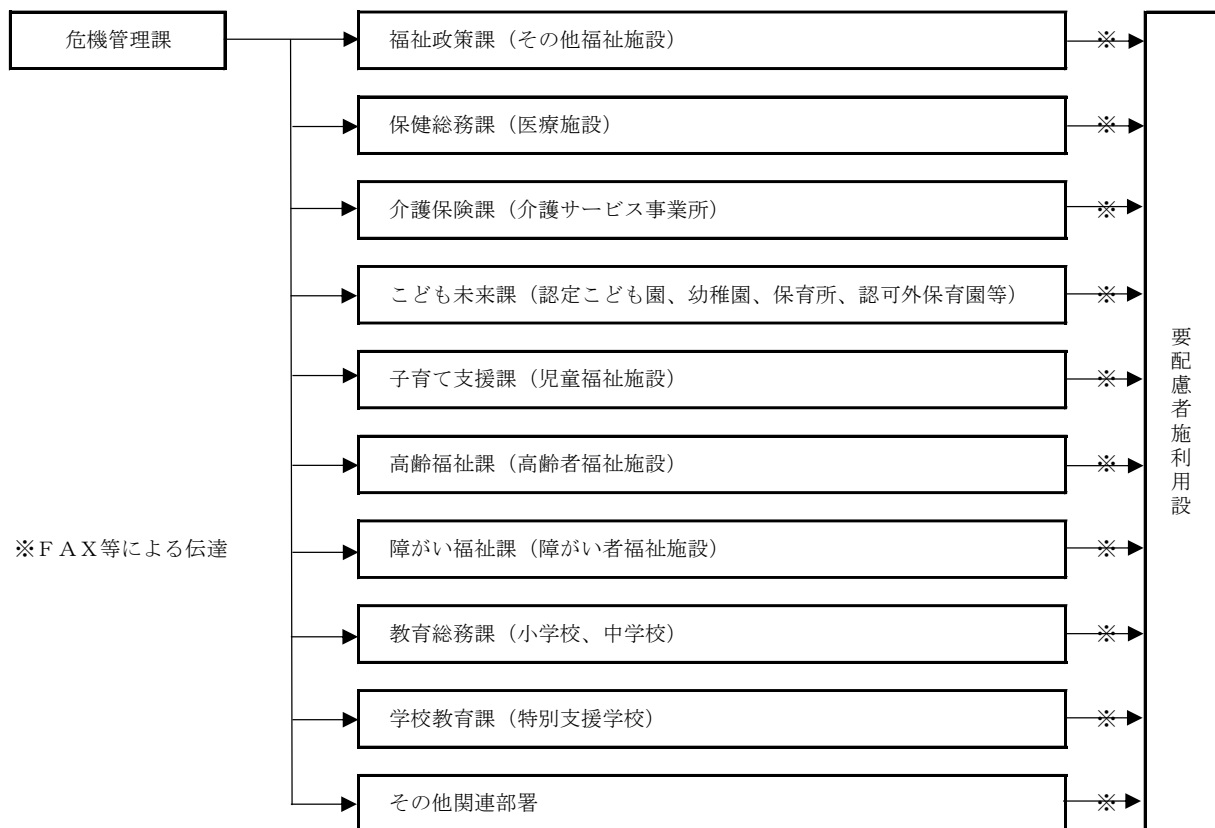 危機管理課
福祉政策課（その他福祉施設）
※
保健総務課（医療施設）
※
介護保険課（介護サービス事業所）
※
こども未来課（認定こども園、幼稚園、保育所、認可外保育園等）
※
子育て支援課（児童福祉施設）
※
高齢福祉課（高齢者福祉施設）
※
障がい福祉課（障がい者福祉施設）
※
教育総務課（小学校、中学校）
※
学校教育課（特別支援学校）
※
その他関連部署
※
要配慮者施利用設
※ＦＡＸ等による伝達